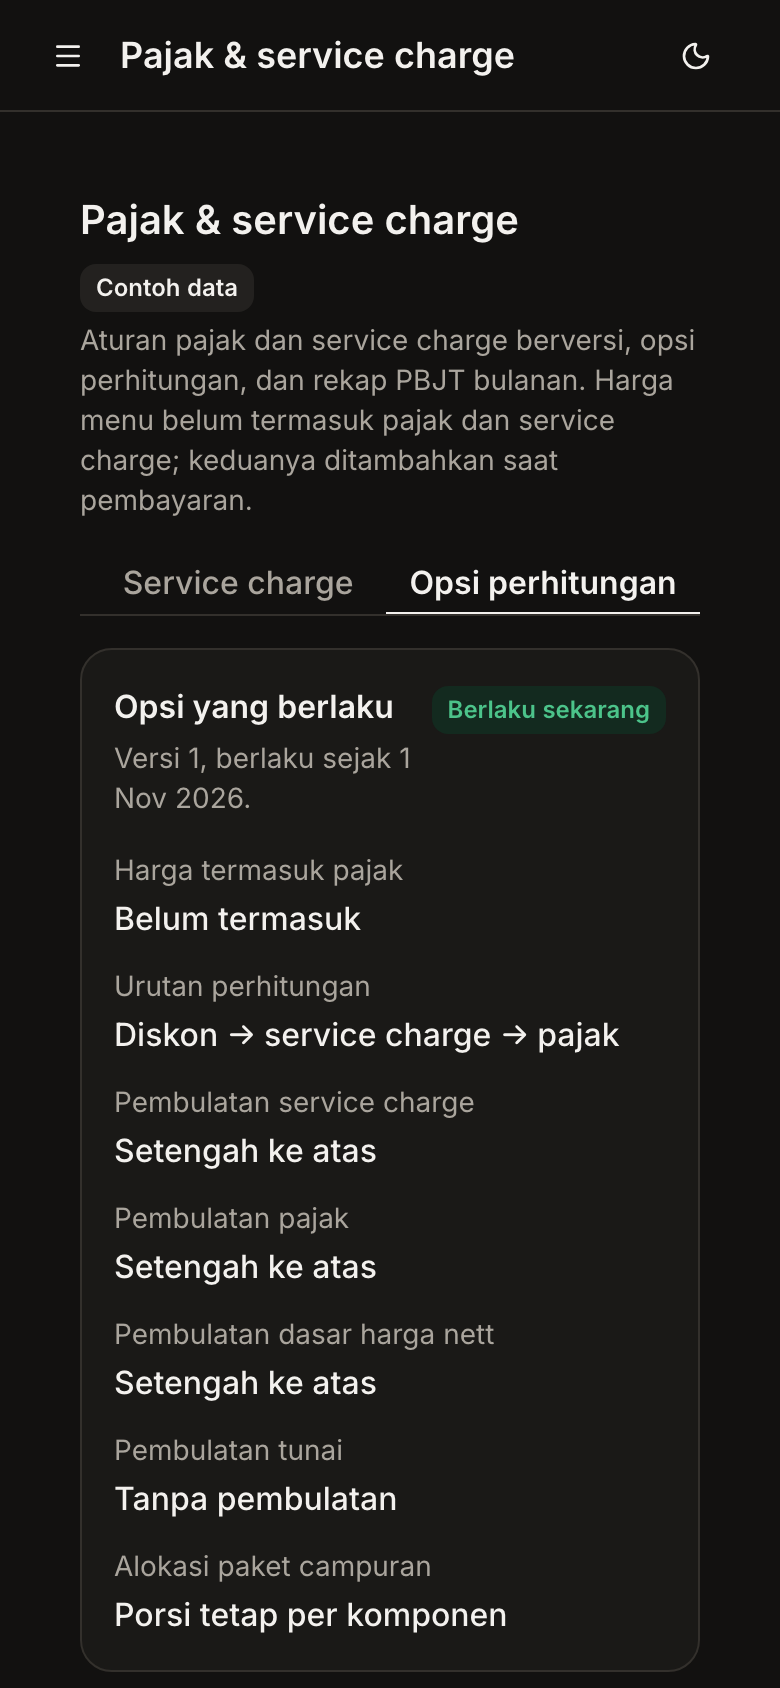 Pajak & service charge
Pajak & service charge
Contoh data
Aturan pajak dan service charge berversi, opsi
perhitungan, dan rekap PBJT bulanan. Harga
menu belum termasuk pajak dan service
charge; keduanya ditambahkan saat
pembayaran.
Service charge
Opsi perhitungan
Opsi yang berlaku
Berlaku sekarang
Versi 1, berlaku sejak 1
Nov 2026.
Harga termasuk pajak
Belum termasuk
Urutan perhitungan
Diskon → service charge → pajak
Pembulatan service charge
Setengah ke atas
Pembulatan pajak
Setengah ke atas
Pembulatan dasar harga nett
Setengah ke atas
Pembulatan tunai
Tanpa pembulatan
Alokasi paket campuran
Porsi tetap per komponen